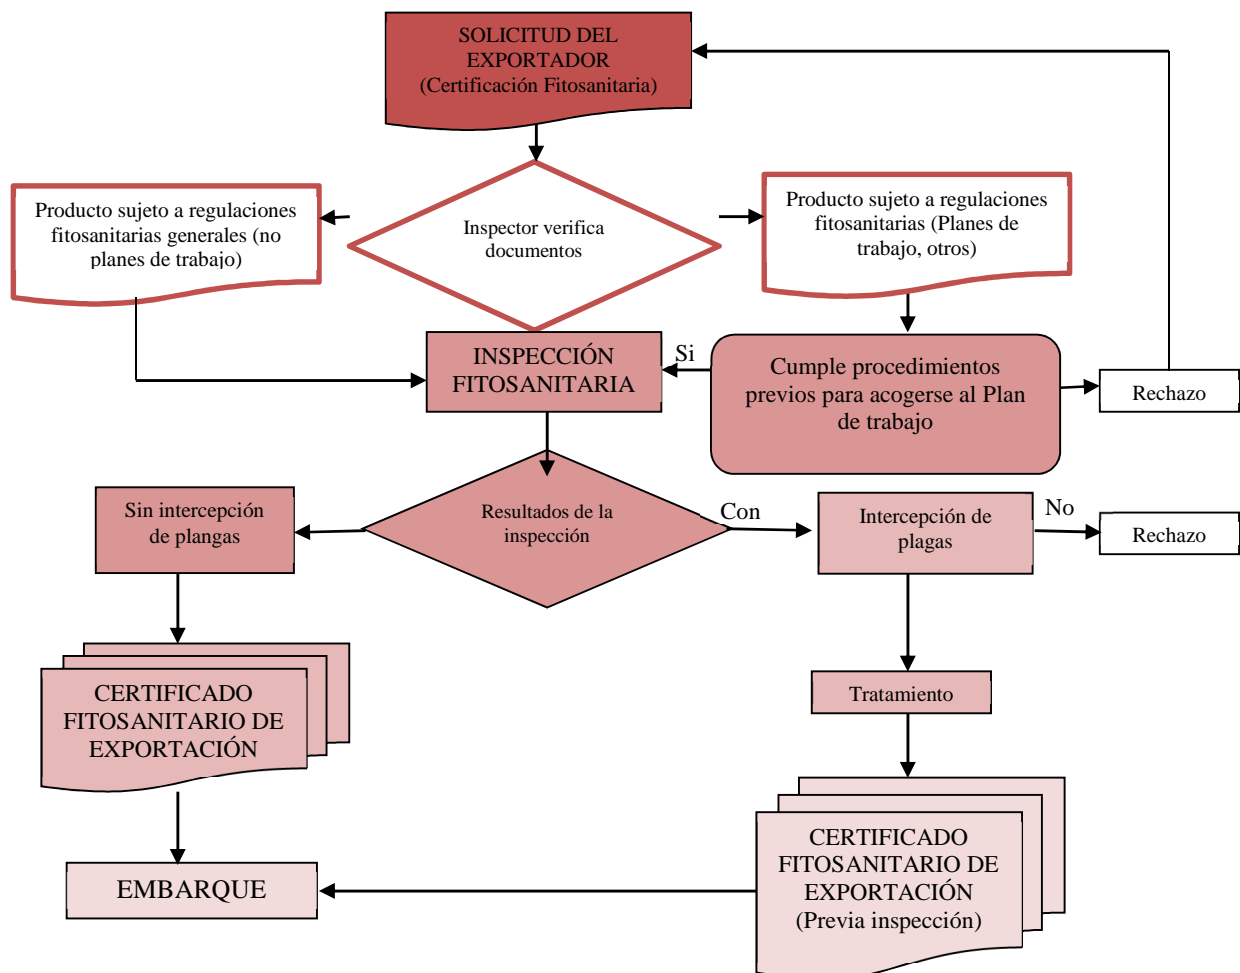 SOLICITUD DEL
EXPORTADOR
(Certificación Fitosanitaria)
Producto sujeto a regulaciones
fitosanitarias generales (no
planes de trabajo)
Inspector verifica
documentos
Producto sujeto a regulaciones
fitosanitarias (Planes de
trabajo, otros)
INSPECCIÓN
FITOSANITARIA
Si
Cumple procedimientos
previos para acogerse al Plan
de trabajo
Rechazo
Sin intercepción
de plangas
Resultados de la
inspección
Con
Intercepción de
plagas
No
Rechazo
CERTIFICADO
FITOSANITARIO DE
EXPORTACIÓN
Tratamiento
EMBARQUE
CERTIFICADO
FITOSANITARIO DE
EXPORTACIÓN
(Previa inspección)